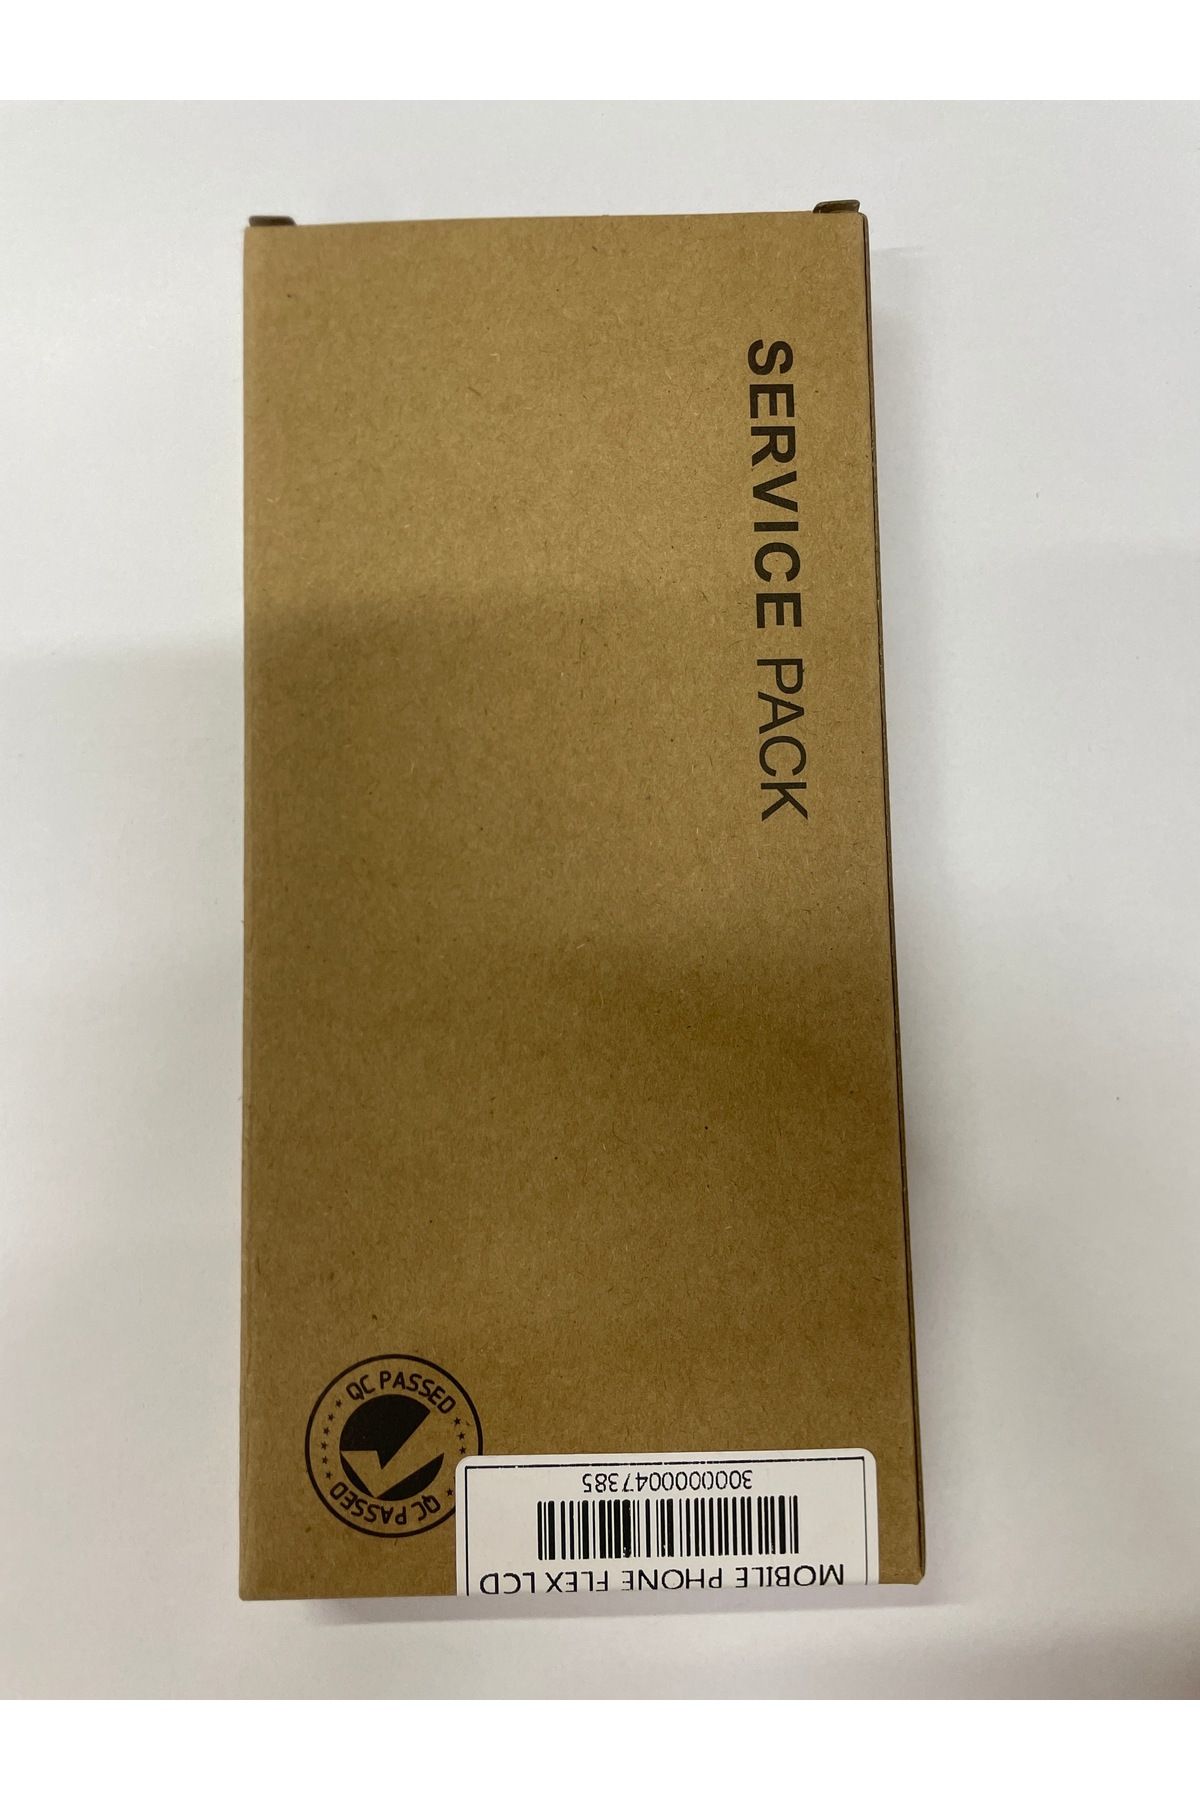 SERVICE PACK
QC PASSED
QC PASSED
MOBILE PHONE FLEX LCD
3000000047385